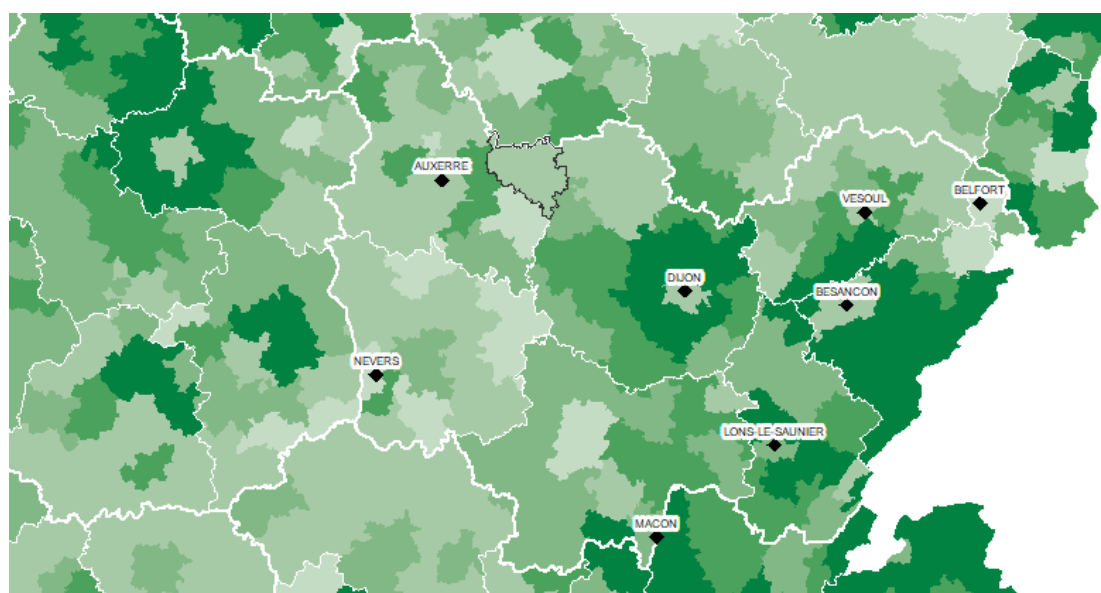 AUXERRE
BELFORT
VESOUL
DIJON
BESANCON
NEVERS
LONS-LE-SAUNIER
MACON